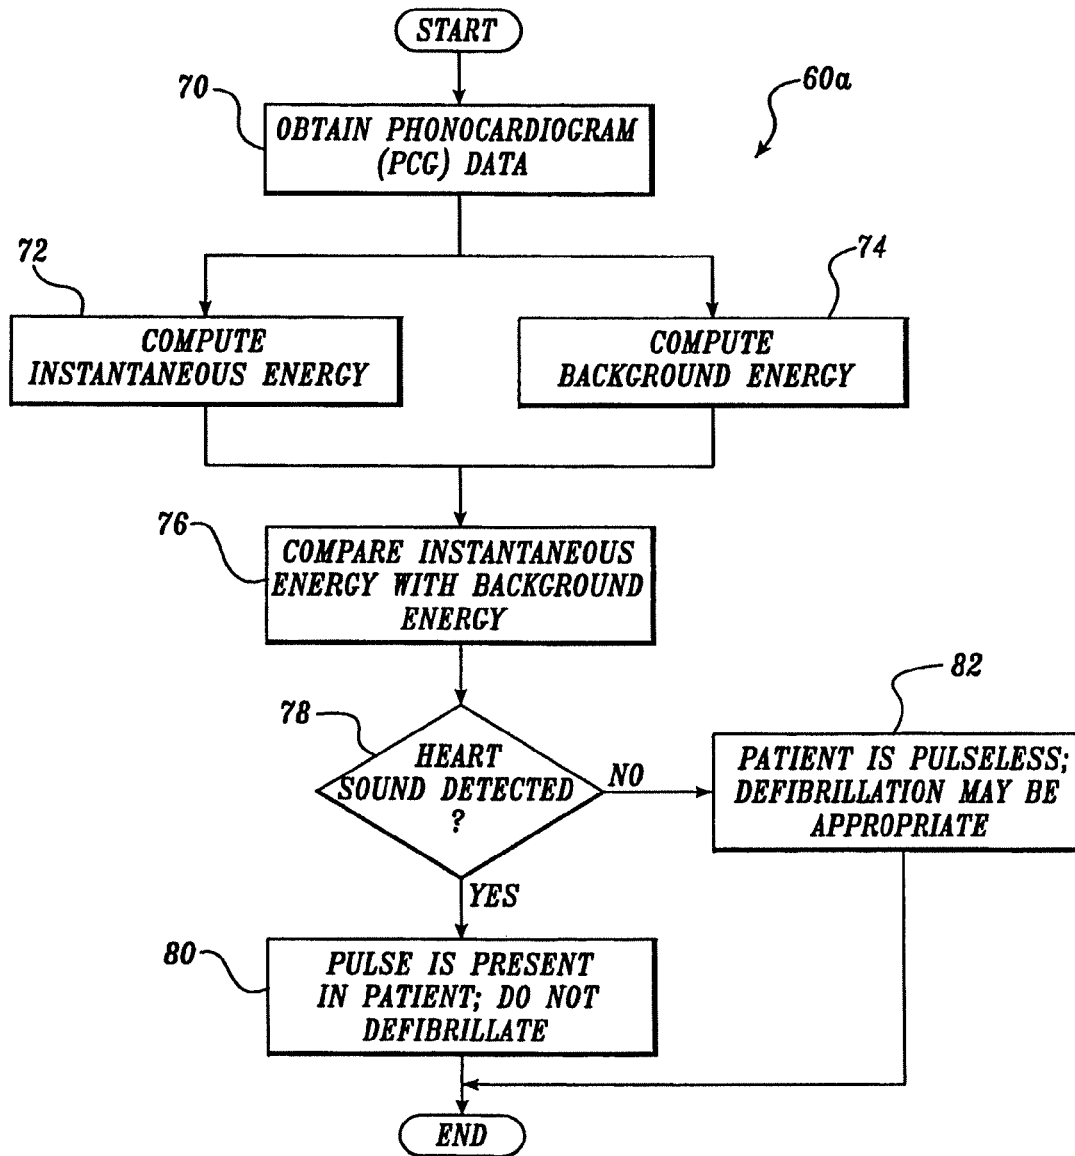 START
70
60a
OBTAIN PHONOCARDIOGRAM
(PCG) DATA
72
74
COMPUTE
INSTANTANEOUS ENERGY
COMPUTE
BACKGROUND ENERGY
76
COMPARE INSTANTANEOUS
ENERGY WITH BACKGROUND
ENERGY
78
HEART
SOUND DETECTED
?
NO
82
PATIENT IS PULSELESS;
DEFIBRILLATION MAY BE
APPROPRIATE
YES
80
PULSE IS PRESENT
IN PATIENT; DO NOT
DEFIBRILLATE
END